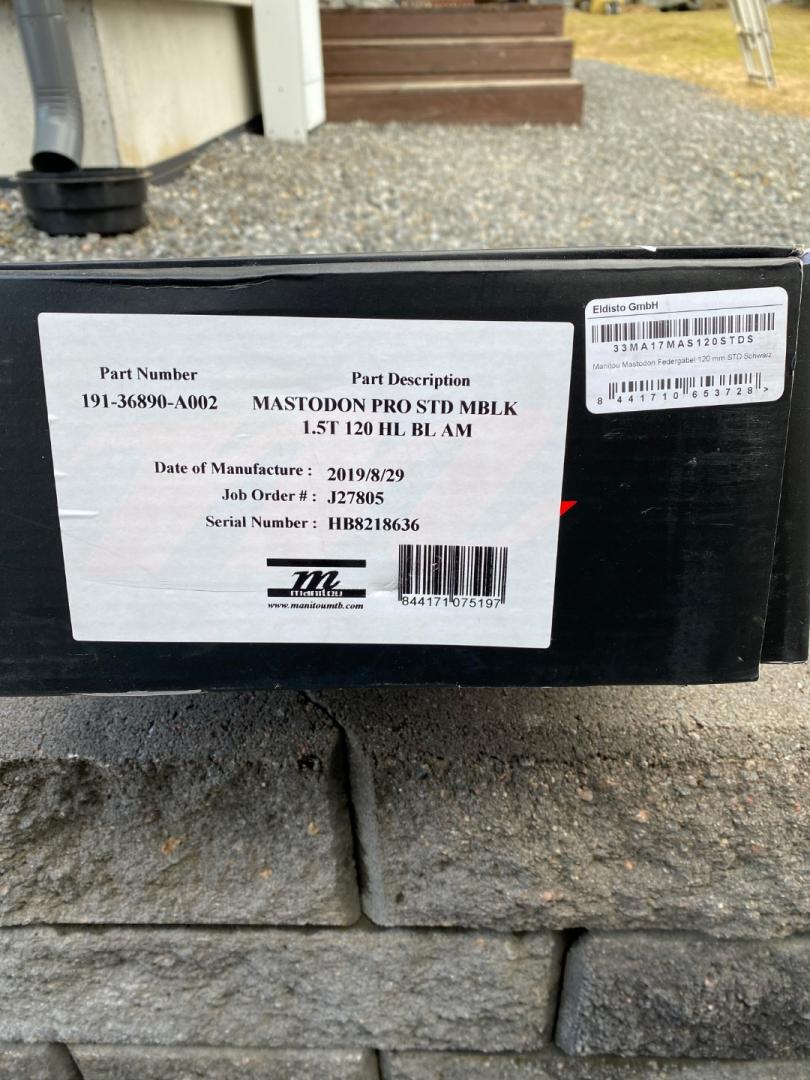 Eldisto GmbH
33MA17MAS120STDS
Manitou Mastodon Federgabel 120 mm STD Schwarz
8 441710 653728 >
Part Number
191-36890-A002
Part Description
MASTODON PRO STD MBLK
1.5T 120 HL BL AM
Date of Manufacture : 2019/8/29
Job Order # : J27805
Serial Number : HB8218636
m
manitou
www.manitoumtb.com
844171075197